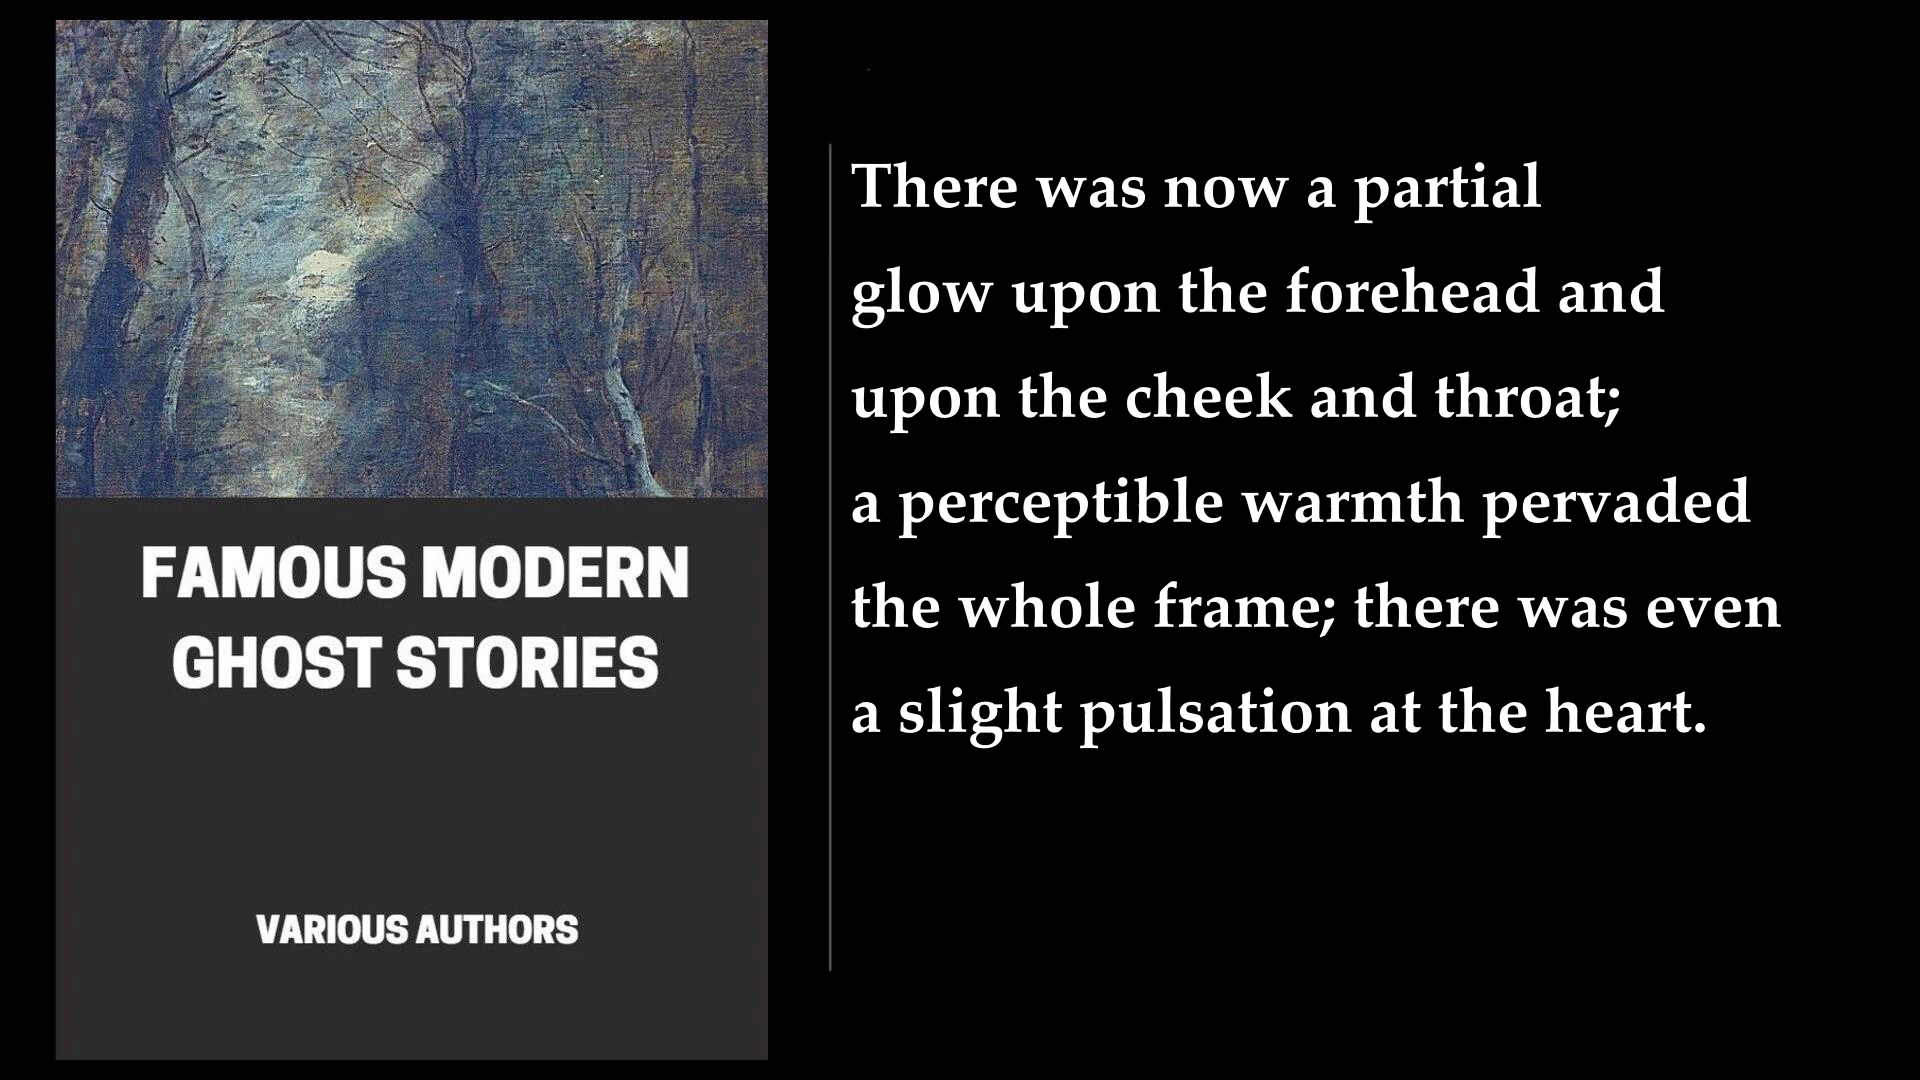 FAMOUS MODERN
GHOST STORIES
VARIOUS AUTHORS
There was now a partial
glow upon the forehead and
upon the cheek and throat;
a perceptible warmth pervaded
the whole frame; there was even
a slight pulsation at the heart.